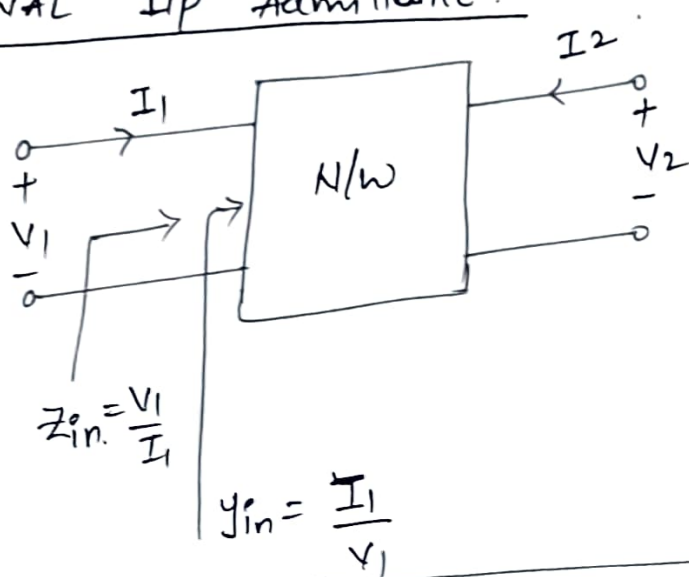 I/p
I1
I2
+
V1
-
N/W
+
V2
-
Zin = V1/I1
yin = I1/V1